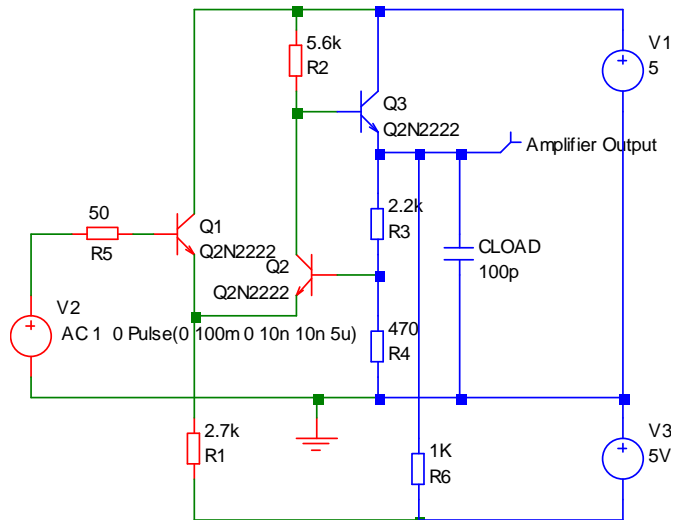 5.6k
R2
V1
5
Q3
Q2N2222
Amplifier Output
50
R5
Q1
Q2N2222
2.2k
R3
CLOAD
100p
Q2
Q2N2222
V2
AC 1 0 Pulse(0 100m 0 10n 10n 5u)
470
R4
2.7k
R1
1K
R6
V3
5V